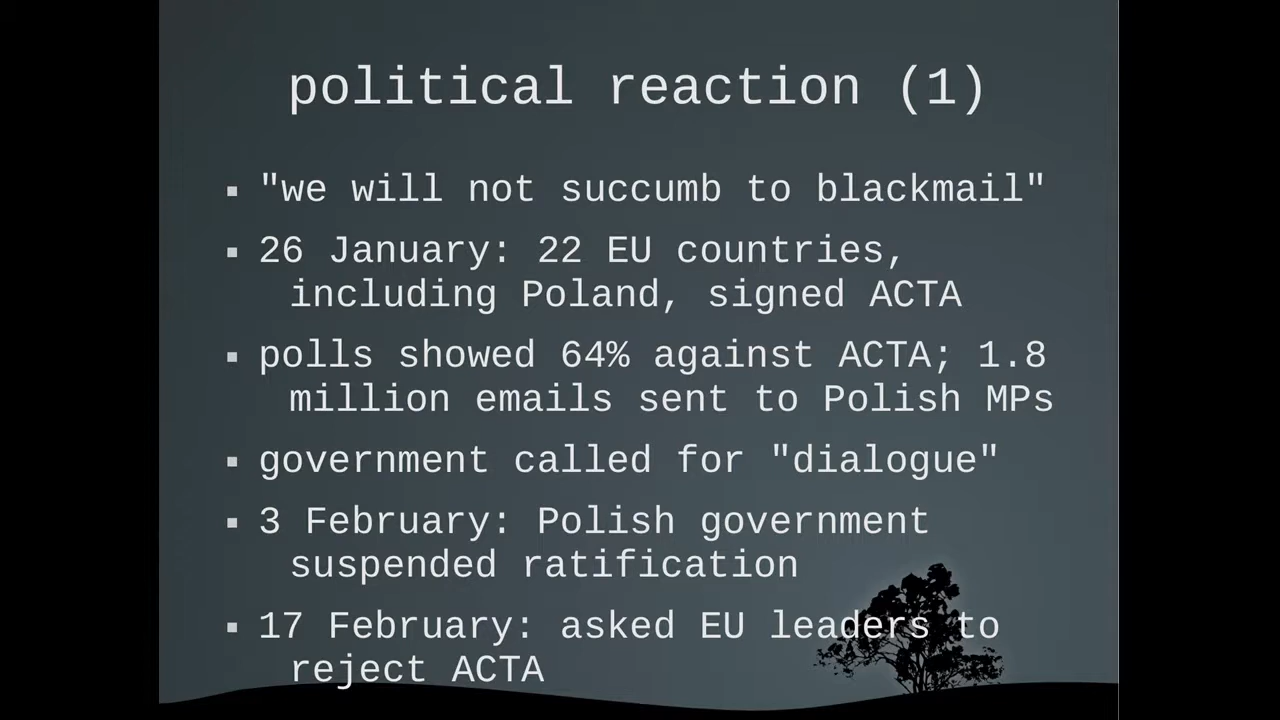 political reaction (1)
▪ "we will not succumb to blackmail"
▪ 26 January: 22 EU countries,
including Poland, signed ACTA
▪ polls showed 64% against ACTA; 1.8
million emails sent to Polish MPs
▪ government called for "dialogue"
▪ 3 February: Polish government
suspended ratification
▪ 17 February: asked EU leaders to
reject ACTA